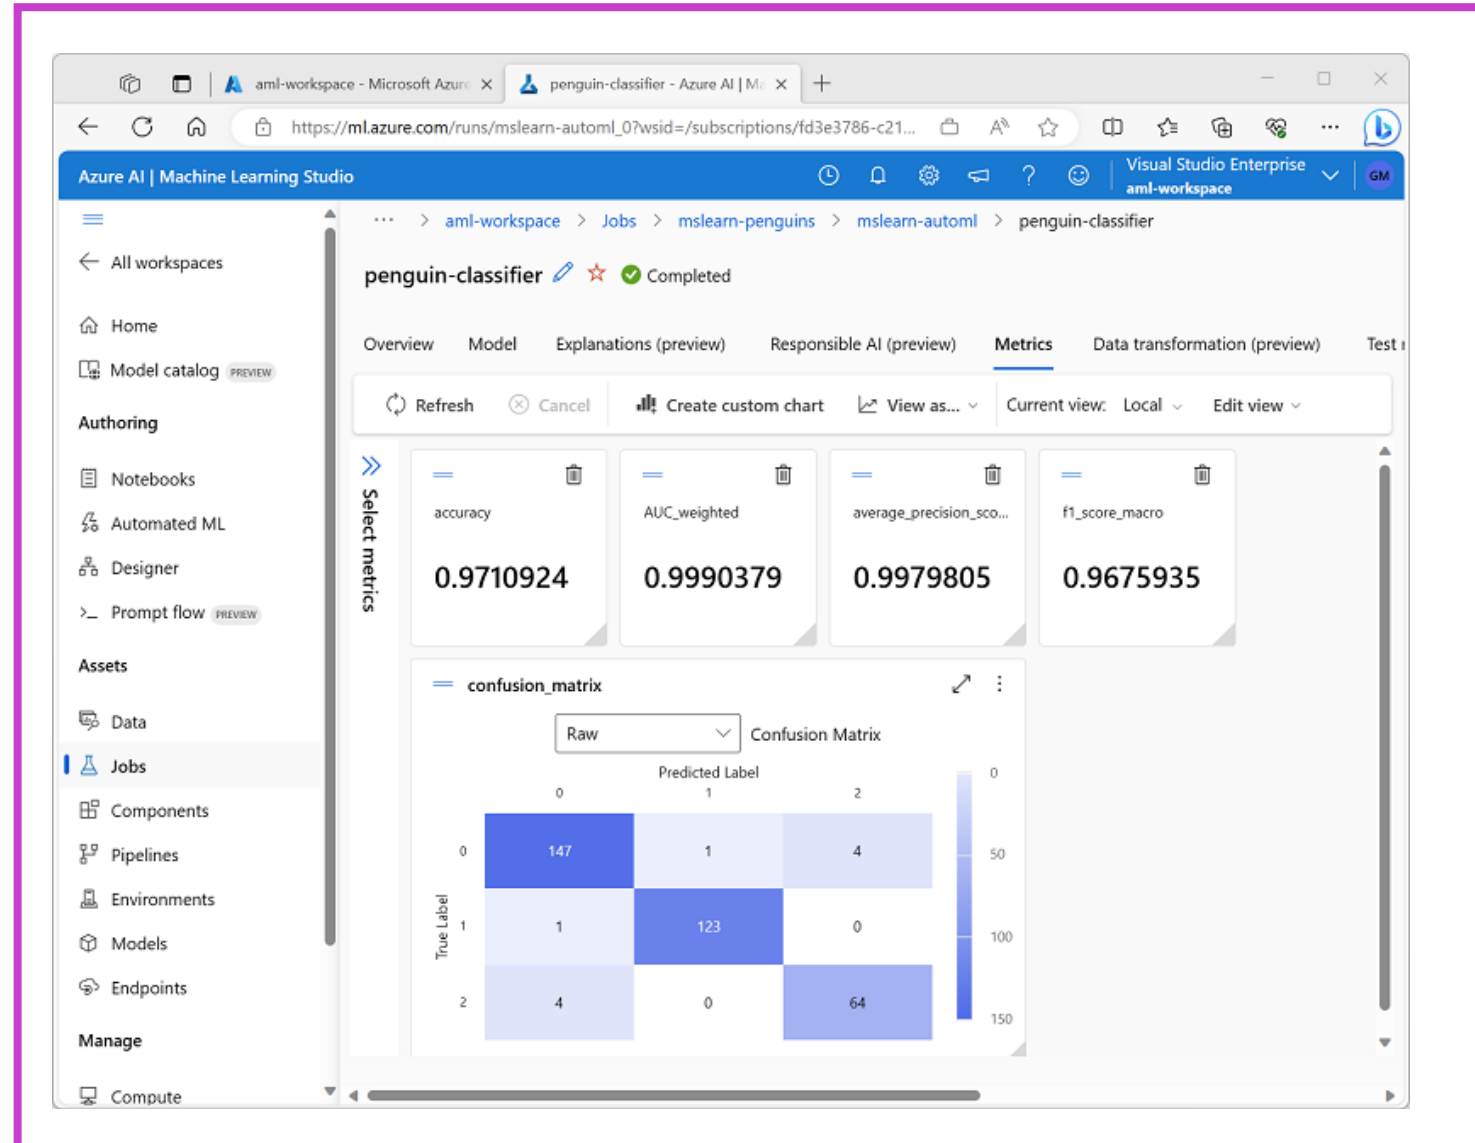 aml-workspace - Microsoft Azure
penguin-classifier - Azure AI | Ma
https://ml.azure.com/runs/mslearn-automl_0?wsid=/subscriptions/fd3e3786-c21...
Azure AI | Machine Learning Studio
Visual Studio Enterprise
aml-workspace
GM
All workspaces
Home
Model catalog PREVIEW
Authoring
Notebooks
Automated ML
Designer
Prompt flow PREVIEW
Assets
Data
Jobs
Components
Pipelines
Environments
Models
Endpoints
Manage
Compute
... > aml-workspace > Jobs > mslearn-penguins > mslearn-automl > penguin-classifier
penguin-classifier Completed
Overview Model Explanations (preview) Responsible AI (preview) Metrics Data transformation (preview) Test
Refresh Cancel Create custom chart View as... Current view: Local Edit view
Select metrics
accuracy
0.9710924
AUC_weighted
0.9990379
average_precision_sco...
0.9979805
f1_score_macro
0.9675935
confusion_matrix
Raw Confusion Matrix
Predicted Label
0 1 2
True Label
0 147 1 4
1 1 123 0
2 4 0 64
0
50
100
150